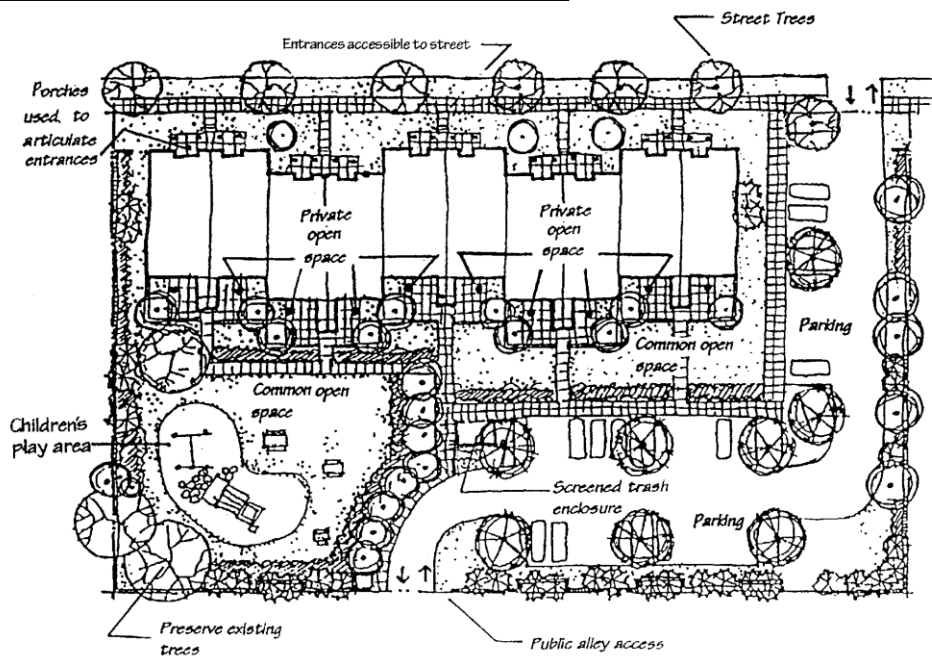 Street Trees
Entrances accessible to street
Porches
used to
articulate
entrances
Private
open
space
Private
open
space
Parking
Common open
space
Common open
space
Children's
play area
Screened trash
enclosure
Parking
Preserve existing
trees
Public alley access